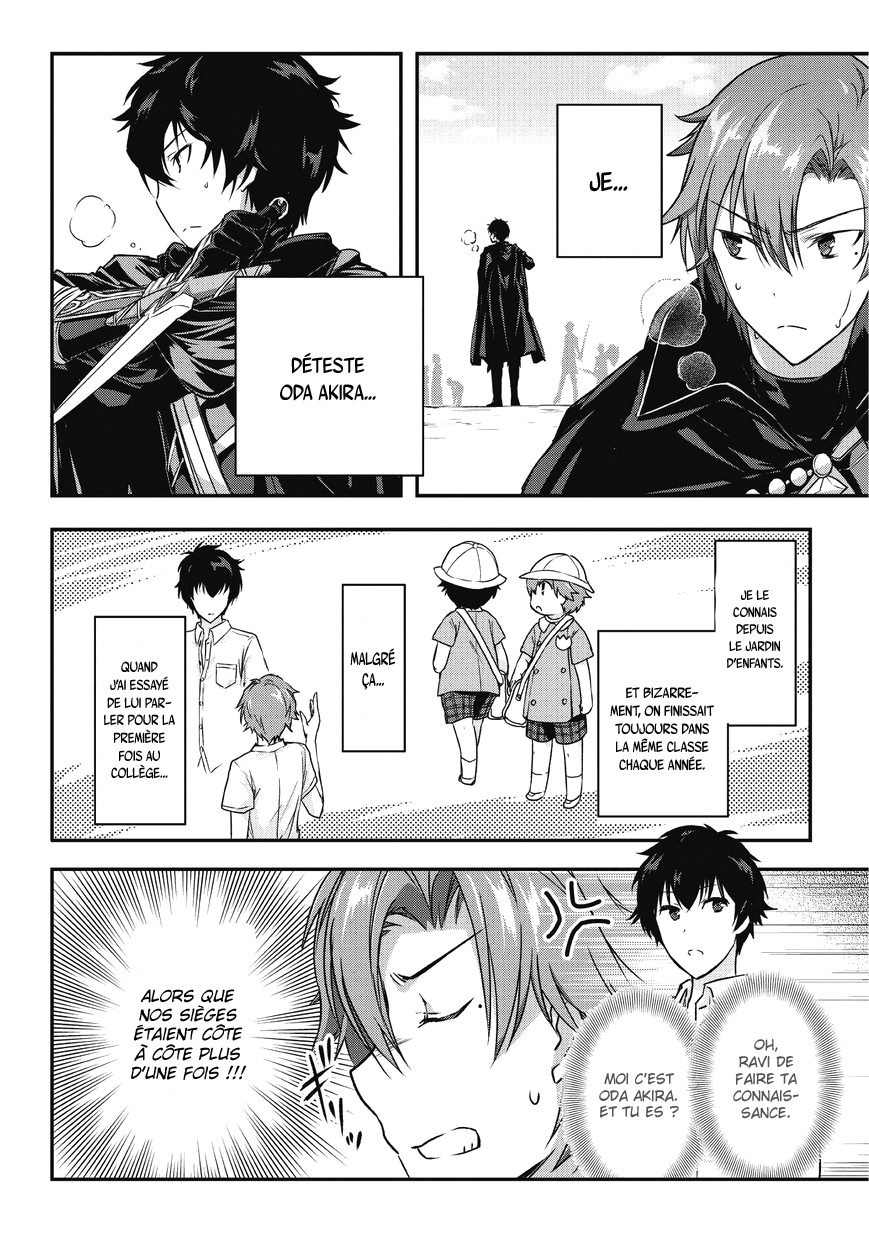 JE...
DÉTESTE
ODA AKIRA...
JE LE
CONNAIS
DEPUIS
LE JARDIN
D'ENFANTS.
ET BIZARRE-
MENT, ON FINISSAIT
TOUJOURS DANS
LA MÊME CLASSE
CHAQUE ANNÉE.
MALGRÉ
ÇA...
QUAND
J'AI ESSAYÉ
DE LUI PAR-
LER POUR LA
PREMIÈRE
FOIS AU
COLLÈGE...
OH,
RAVI DE
FAIRE TA
CONNAIS-
SANCE.
MOI C'EST
ODA AKIRA.
ET TU ES ?
ALORS QUE
NOS SIÈGES
ÉTAIENT CÔTE
À CÔTE PLUS
D'UNE FOIS !!!